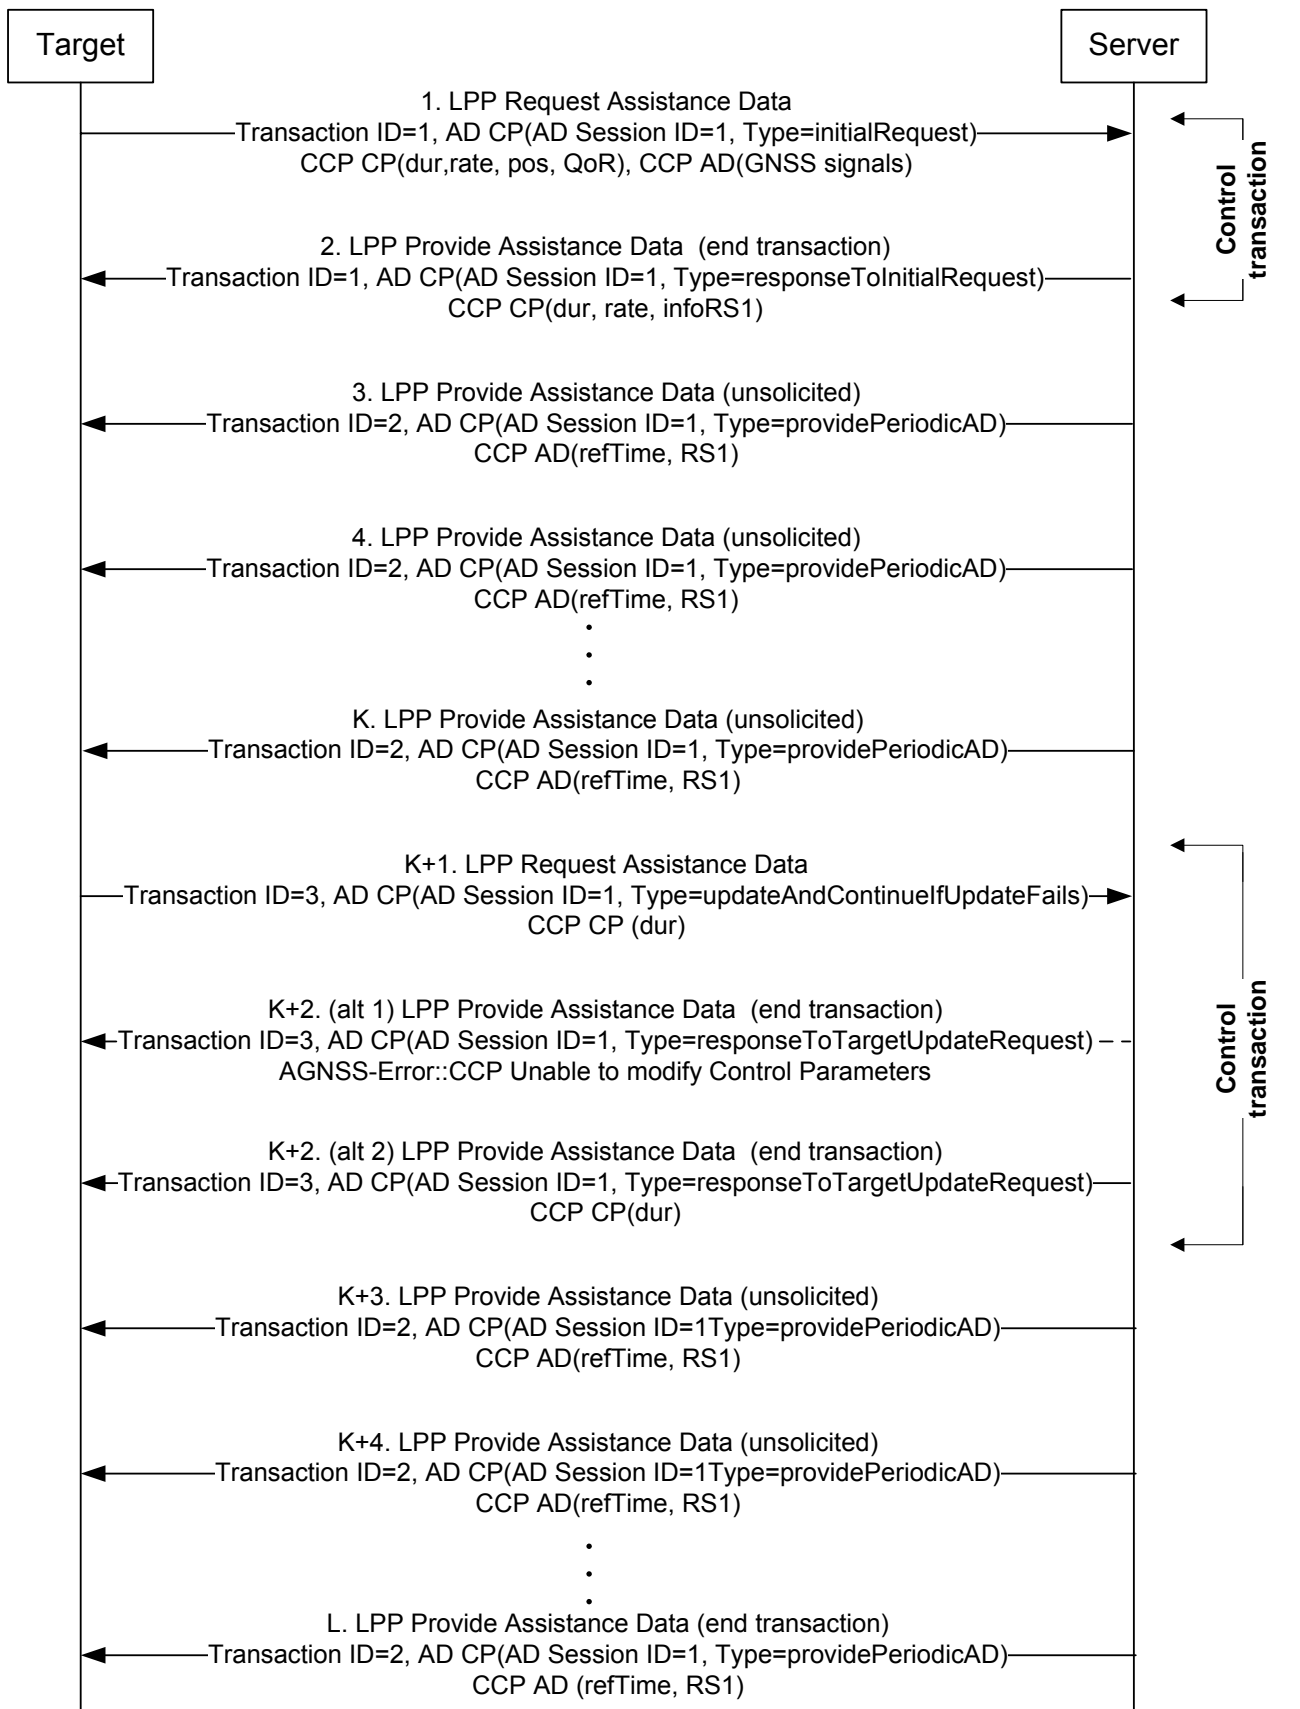 Target
Server
1. LPP Request Assistance Data
Transaction ID=1, AD CP(AD Session ID=1, Type=initialRequest)
CCP CP(dur,rate, pos, QoR), CCP AD(GNSS signals)
Control
transaction
2. LPP Provide Assistance Data (end transaction)
Transaction ID=1, AD CP(AD Session ID=1, Type=responseToInitialRequest)
CCP CP(dur, rate, infoRS1)
3. LPP Provide Assistance Data (unsolicited)
Transaction ID=2, AD CP(AD Session ID=1, Type=providePeriodicAD)
CCP AD(refTime, RS1)
4. LPP Provide Assistance Data (unsolicited)
Transaction ID=2, AD CP(AD Session ID=1, Type=providePeriodicAD)
CCP AD(refTime, RS1)
K. LPP Provide Assistance Data (unsolicited)
Transaction ID=2, AD CP(AD Session ID=1, Type=providePeriodicAD)
CCP AD(refTime, RS1)
K+1. LPP Request Assistance Data
Transaction ID=3, AD CP(AD Session ID=1, Type=updateAndContinueIfUpdateFails)
CCP CP (dur)
K+2. (alt 1) LPP Provide Assistance Data (end transaction)
Transaction ID=3, AD CP(AD Session ID=1, Type=responseToTargetUpdateRequest)
AGNSS-Error::CCP Unable to modify Control Parameters
Control
transaction
K+2. (alt 2) LPP Provide Assistance Data (end transaction)
Transaction ID=3, AD CP(AD Session ID=1, Type=responseToTargetUpdateRequest)
CCP CP(dur)
K+3. LPP Provide Assistance Data (unsolicited)
Transaction ID=2, AD CP(AD Session ID=1Type=providePeriodicAD)
CCP AD(refTime, RS1)
K+4. LPP Provide Assistance Data (unsolicited)
Transaction ID=2, AD CP(AD Session ID=1Type=providePeriodicAD)
CCP AD(refTime, RS1)
L. LPP Provide Assistance Data (end transaction)
Transaction ID=2, AD CP(AD Session ID=1, Type=providePeriodicAD)
CCP AD (refTime, RS1)